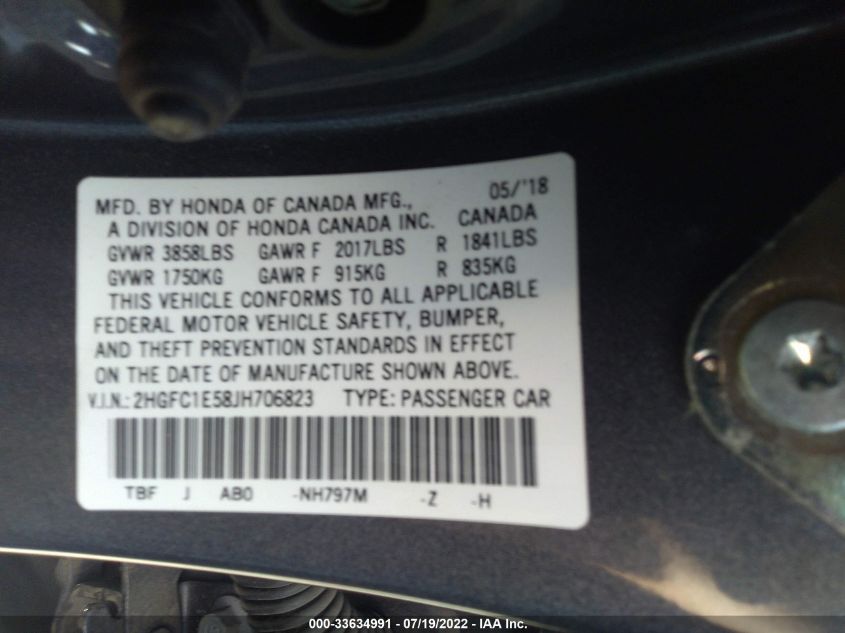 MFD. BY HONDA OF CANADA MFG., 05/'18
A DIVISION OF HONDA CANADA INC. CANADA
GVWR 3858LBS GAWR F 2017LBS R 1841LBS
GVWR 1750KG GAWR F 915KG R 835KG
THIS VEHICLE CONFORMS TO ALL APPLICABLE
FEDERAL MOTOR VEHICLE SAFETY, BUMPER,
AND THEFT PREVENTION STANDARDS IN EFFECT
ON THE DATE OF MANUFACTURE SHOWN ABOVE.
V.I.N.: 2HGFC1E58JH706823 TYPE: PASSENGER CAR
TBF J AB0 -NH797M -Z -H
000-33634991 - 07/19/2022 - IAA Inc.